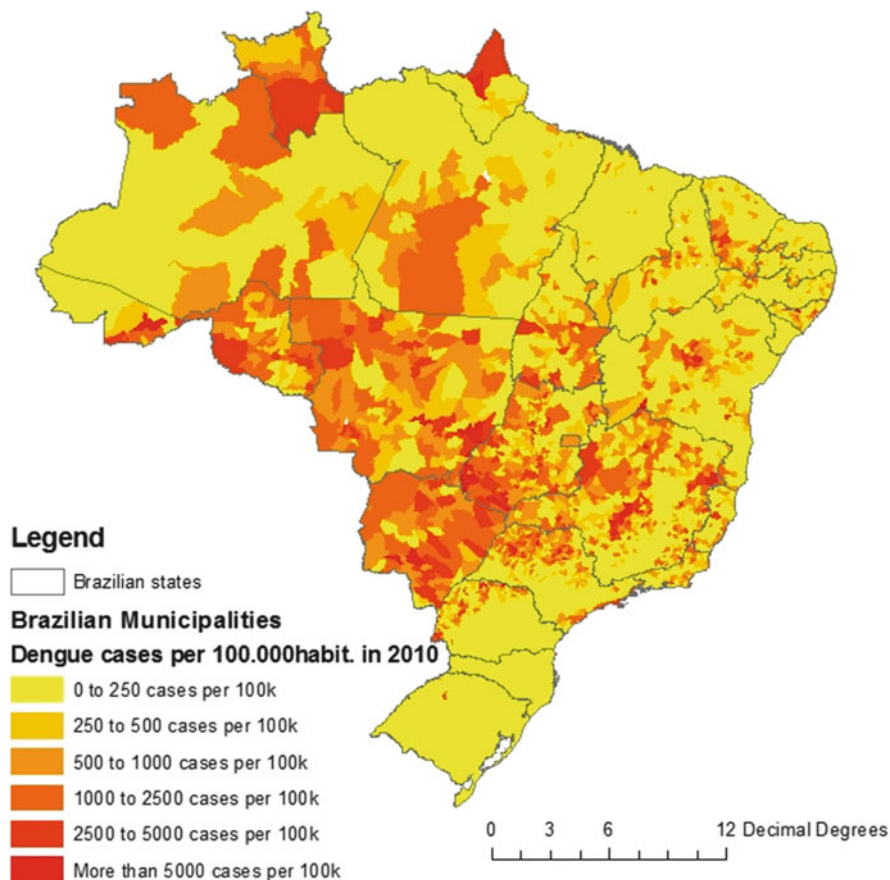 Legend
Brazilian states
Brazilian Municipalities
Dengue cases per 100.000habit. in 2010
0 to 250 cases per 100k
250 to 500 cases per 100k
500 to 1000 cases per 100k
1000 to 2500 cases per 100k
2500 to 5000 cases per 100k
More than 5000 cases per 100k
0 3 6 12 Decimal Degrees